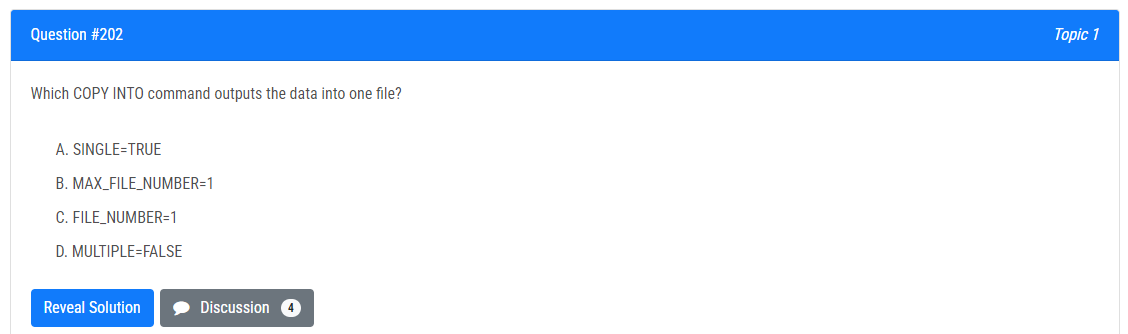 Question #202 Topic 1
Which COPY INTO command outputs the data into one file?
A. SINGLE=TRUE
B. MAX_FILE_NUMBER=1
C. FILE_NUMBER=1
D. MULTIPLE=FALSE
Reveal Solution Discussion 4